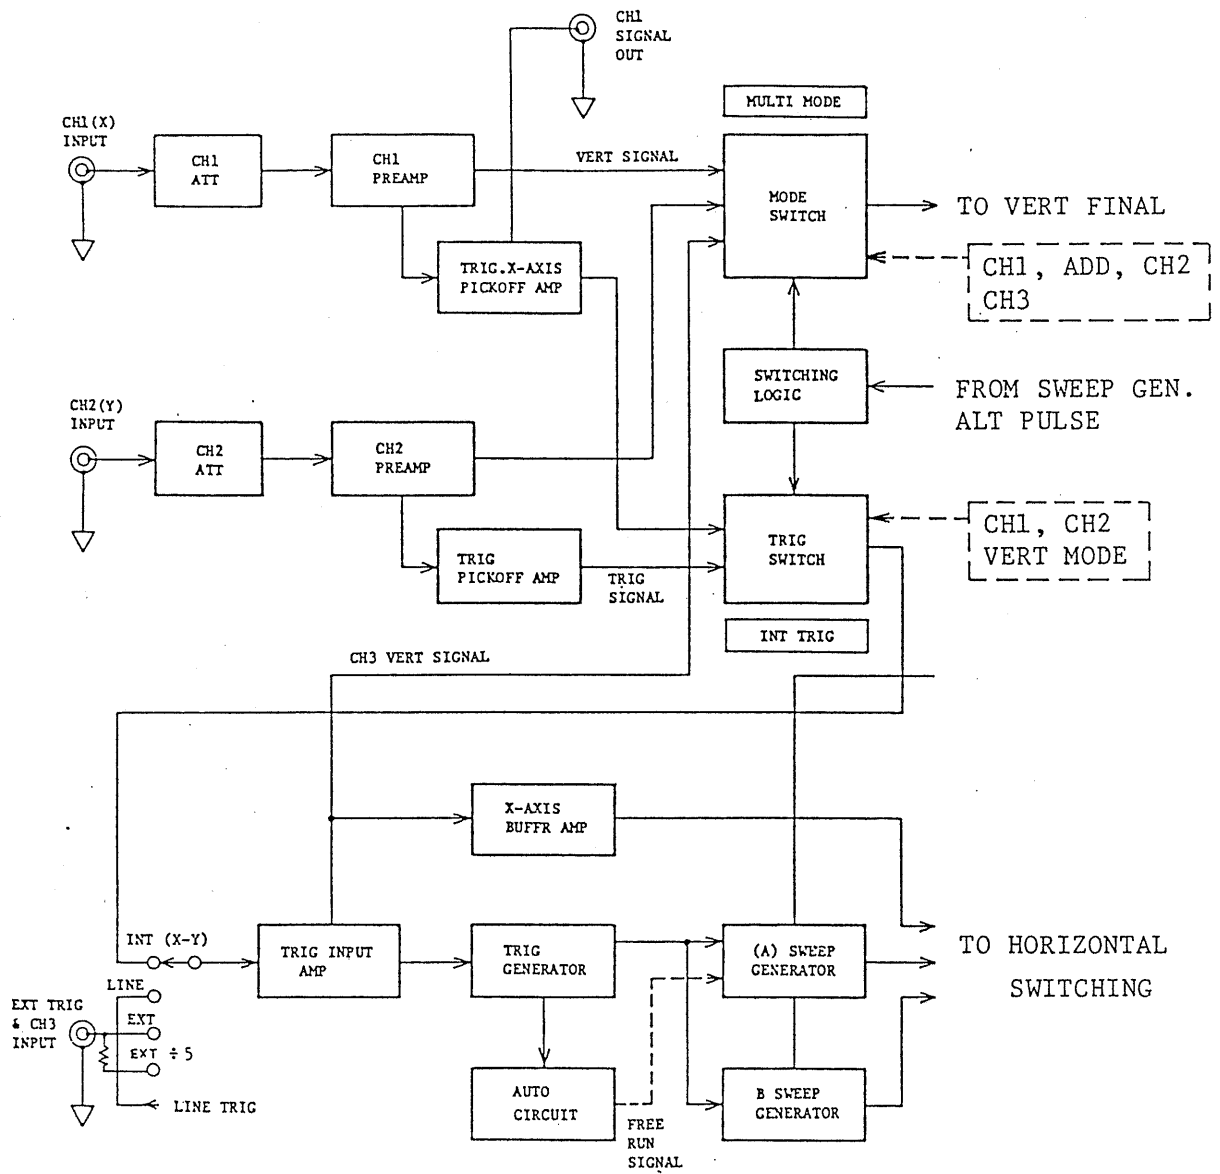 CH1
SIGNAL
OUT
MULTI MODE
CH1(X)
INPUT
CH1
ATT
CH1
PREAMP
VERT SIGNAL
MODE
SWITCH
TO VERT FINAL
TRIG.X-AXIS
PICKOFF AMP
CH1, ADD, CH2
CH3
SWITCHING
LOGIC
FROM SWEEP GEN.
ALT PULSE
CH2(Y)
INPUT
CH2
ATT
CH2
PREAMP
TRIG
PICKOFF AMP
TRIG
SIGNAL
TRIG
SWITCH
CH1, CH2
VERT MODE
INT TRIG
CH3 VERT SIGNAL
X-AXIS
BUFFR AMP
INT (X-Y)
TRIG INPUT
AMP
TRIG
GENERATOR
(A) SWEEP
GENERATOR
TO HORIZONTAL
SWITCHING
LINE
EXT TRIG
& CH3
INPUT
EXT
EXT ÷5
LINE TRIG
AUTO
CIRCUIT
FREE
RUN
SIGNAL
B SWEEP
GENERATOR